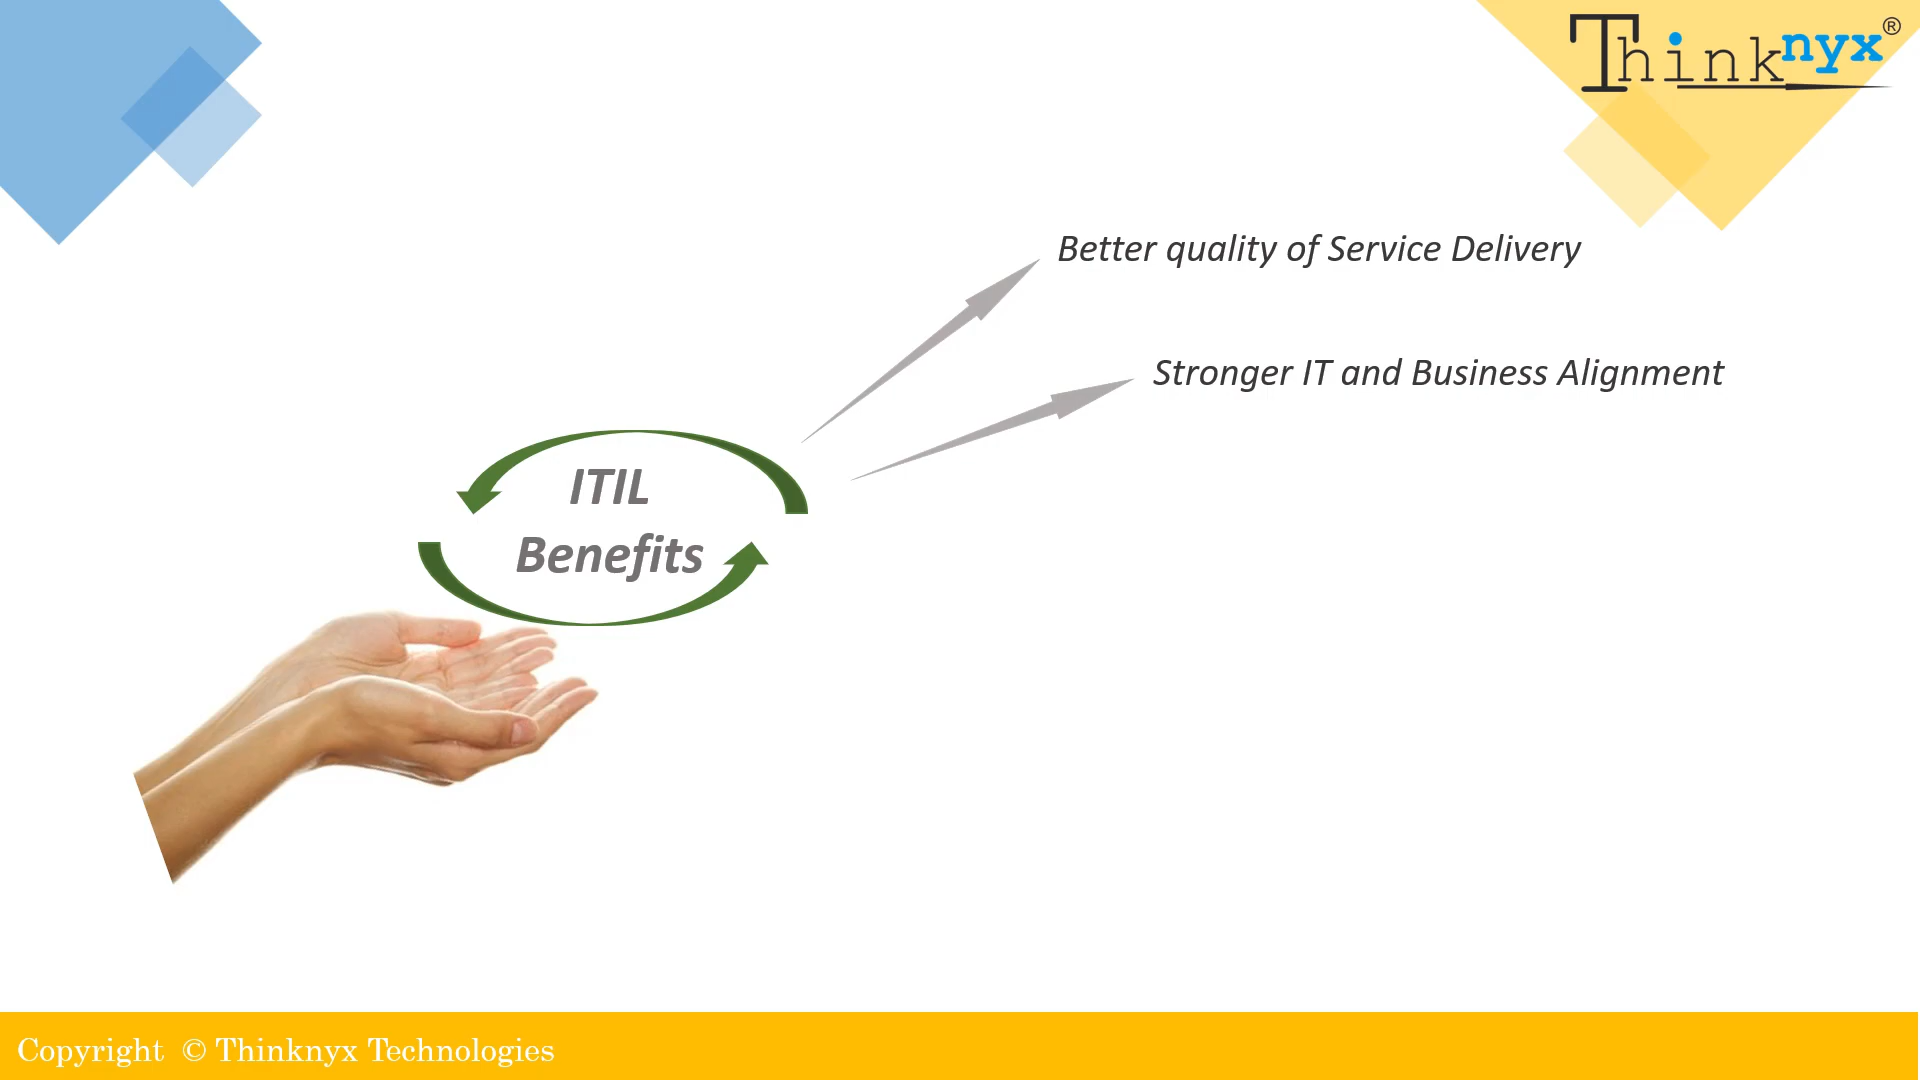 Thinknyx®
Better quality of Service Delivery
Stronger IT and Business Alignment
ITIL
Benefits
Copyright © Thinknyx Technologies